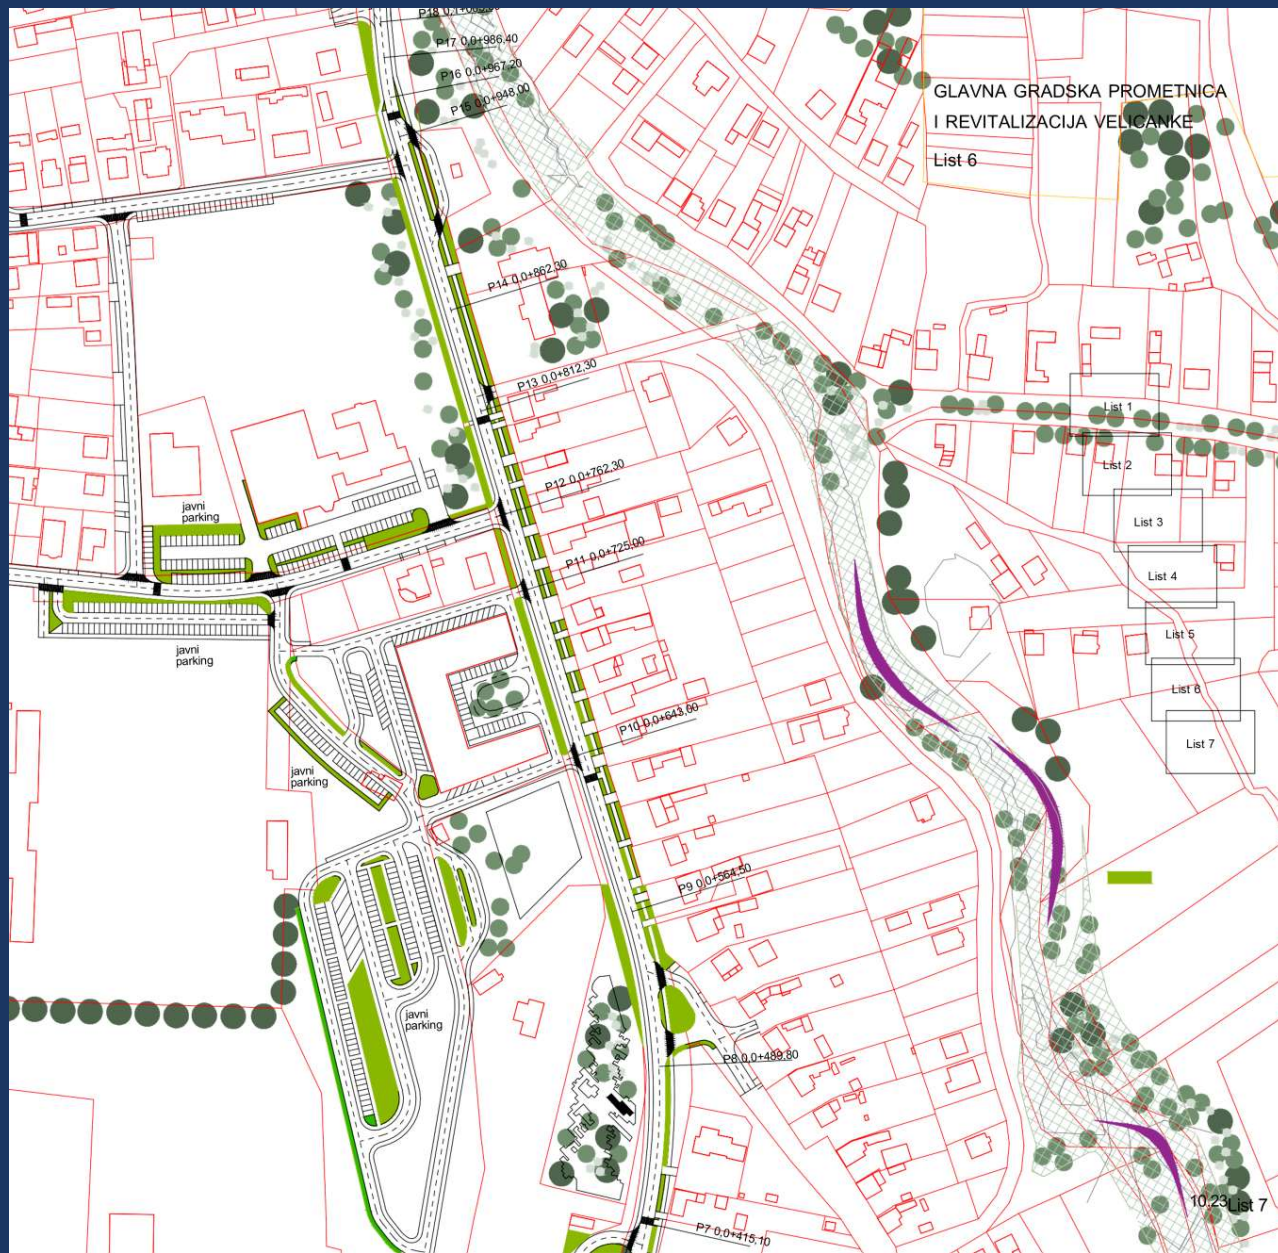 P17 0,0+986,40
P16 0,0+967,20
P15 0,0+948,00
GLAVNA GRADSKA PROMETNICA
I REVITALIZACIJA VELICANKE
List 6
P14 0,0+862,30
P13 0,0+812,30
List 1
P12 0,0+762,30
List 2
javni
parking
List 3
P11 0,0+725,00
List 4
javni
parking
List 5
List 6
P10 0,0+643,00
List 7
javni
parking
P9 0,0+564,50
javni
parking
P8 0,0+489,80
10,23 List 7
P7 0,0+415,10